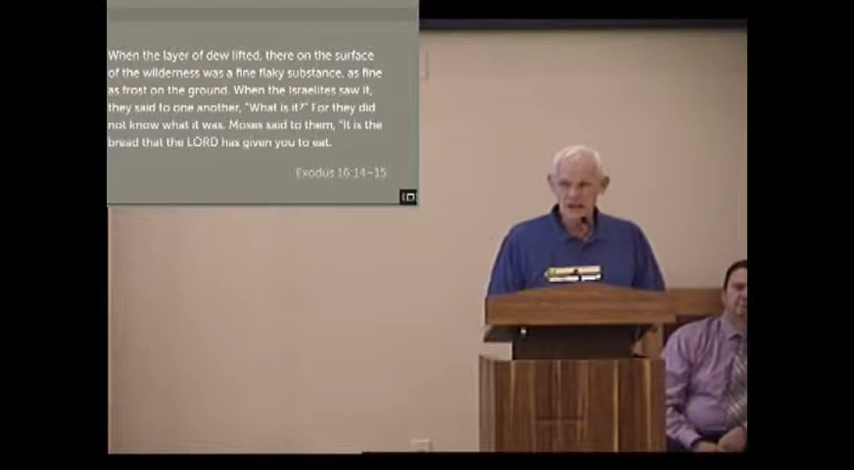 When the layer of dew lifted, there on the surface
of the wilderness was a fine flaky substance, as fine
as frost on the ground. When the Israelites saw it,
they said to one another, "What is it?" For they did
not know what it was. Moses said to them, "It is the
bread that the LORD has given you to eat.
Exodus 16:14–15